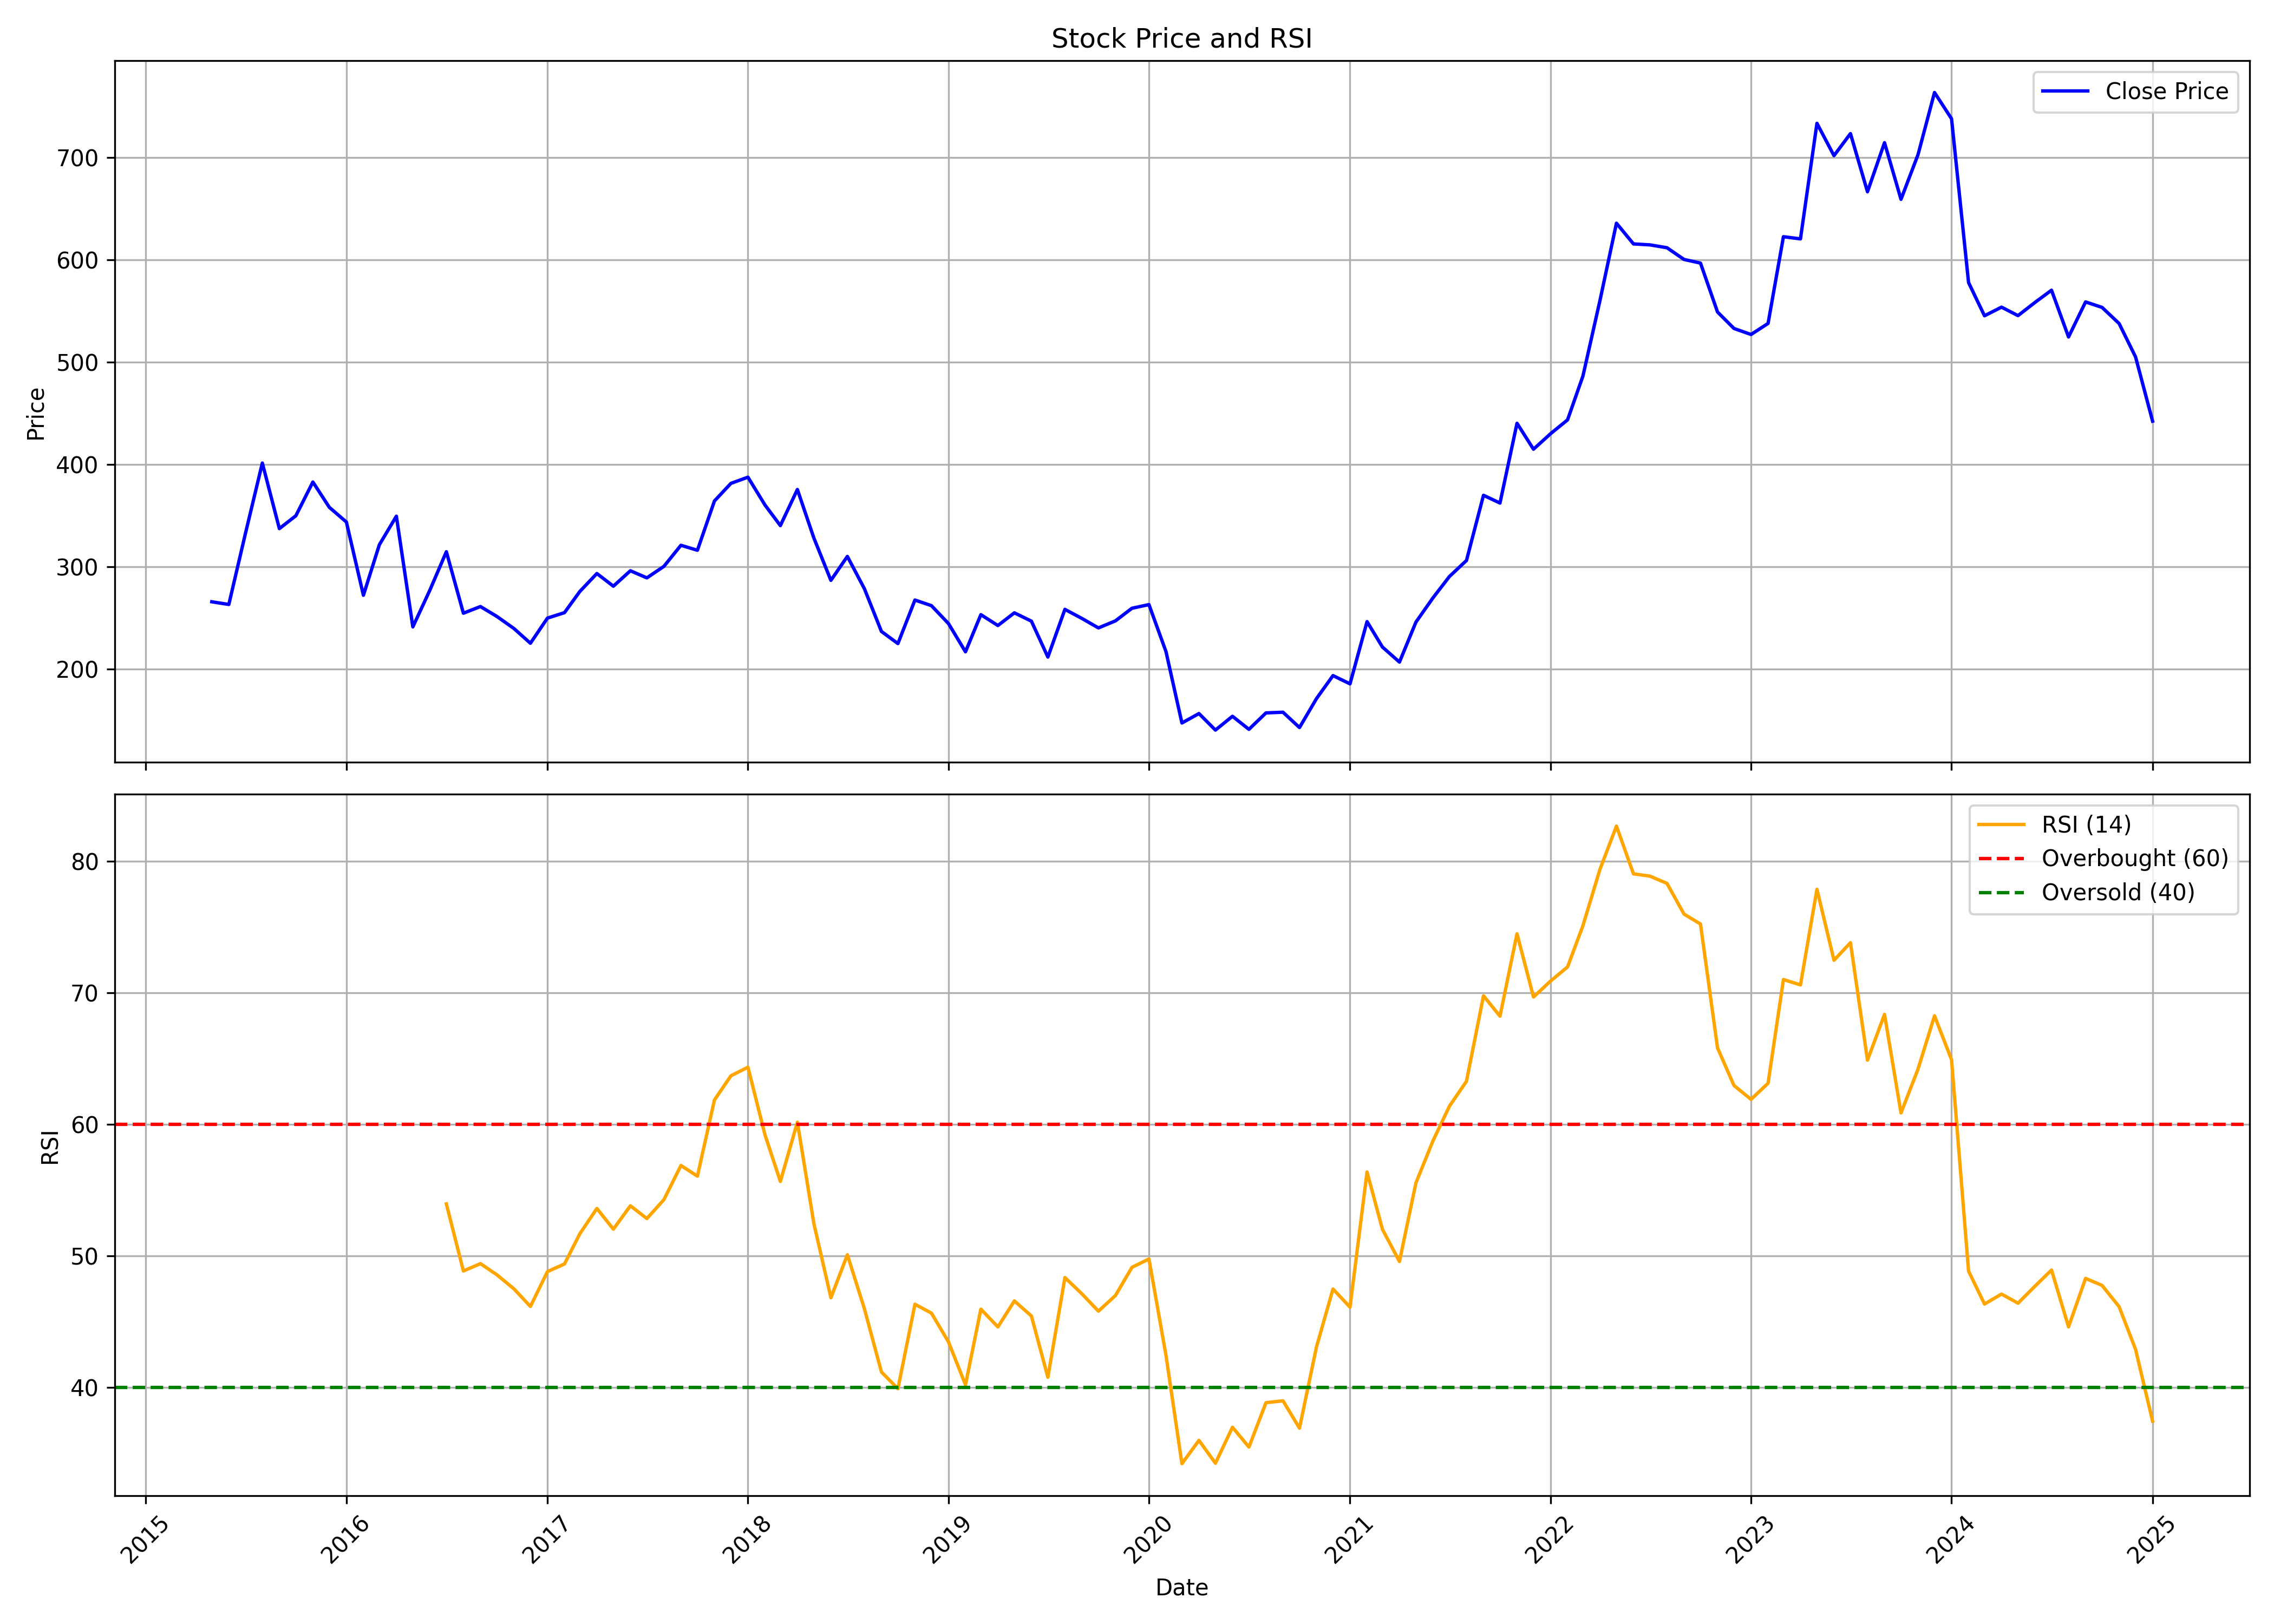 Stock Price and RSI
Close Price
Price
700
600
500
400
300
200
RSI (14)
Overbought (60)
Oversold (40)
RSI
80
70
60
50
40
2015
2016
2017
2018
2019
2020
2021
2022
2023
2024
2025
Date